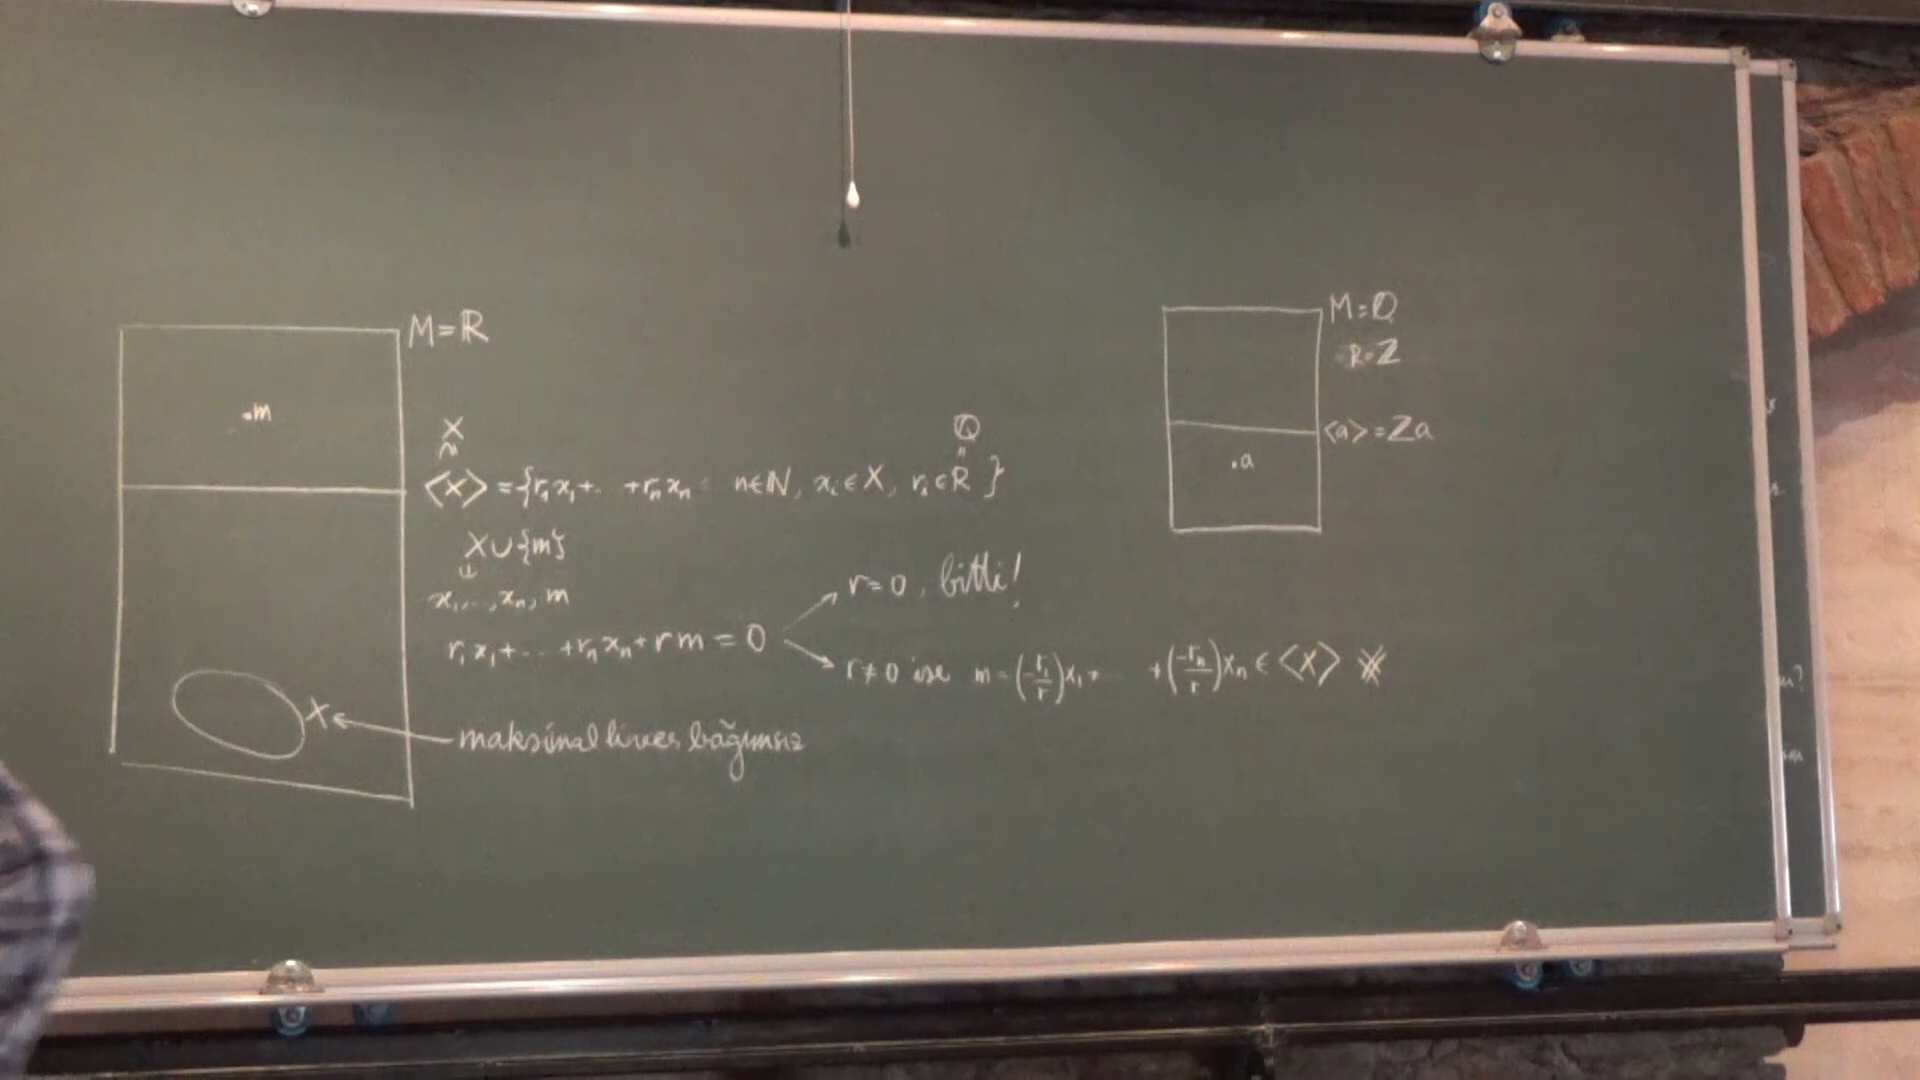 M=ℝ
.m
X
∩
ℚ
"
<X> = {r₁x₁+ .. +rₙxₙ : n∈ℕ, xᵢ∈X, rᵢ∈R}
X∪{m}
x₁, .., xₙ, m
r₁x₁+ ... +rₙxₙ+rm = 0
r=0, bitti!
r≠0 ise m=(-r₁/r)x₁+ ... +(-rₙ/r)xₙ ∈ <X>
X
maksimal lineer bağımsız
M=ℚ
R=ℤ
<a>=ℤa
.a